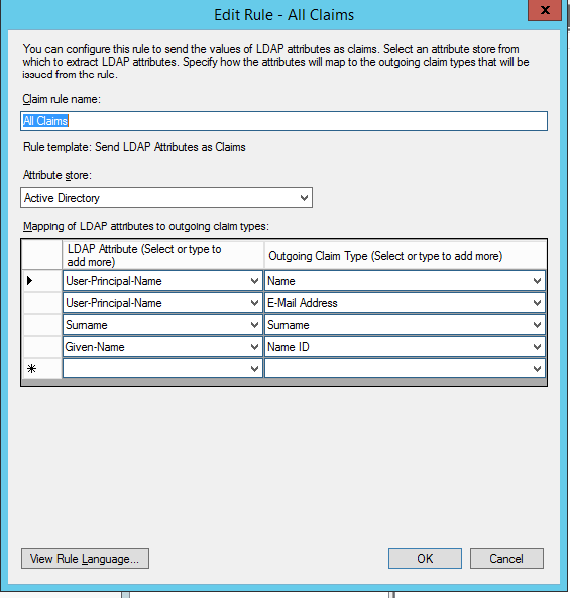 Edit Rule - All Claims
x
You can configure this rule to send the values of LDAP attributes as claims. Select an attribute store from
which to extract LDAP attributes. Specify how the attributes will map to the outgoing claim types that will be
issued from the rule.
Claim rule name:
All Claims
Rule template: Send LDAP Attributes as Claims
Attribute store:
Active Directory
Mapping of LDAP attributes to outgoing claim types:
LDAP Attribute (Select or type to
add more)
Outgoing Claim Type (Select or type to add more)
User-Principal-Name Name
User-Principal-Name E-Mail Address
Surname Surname
Given-Name Name ID
View Rule Language... OK Cancel